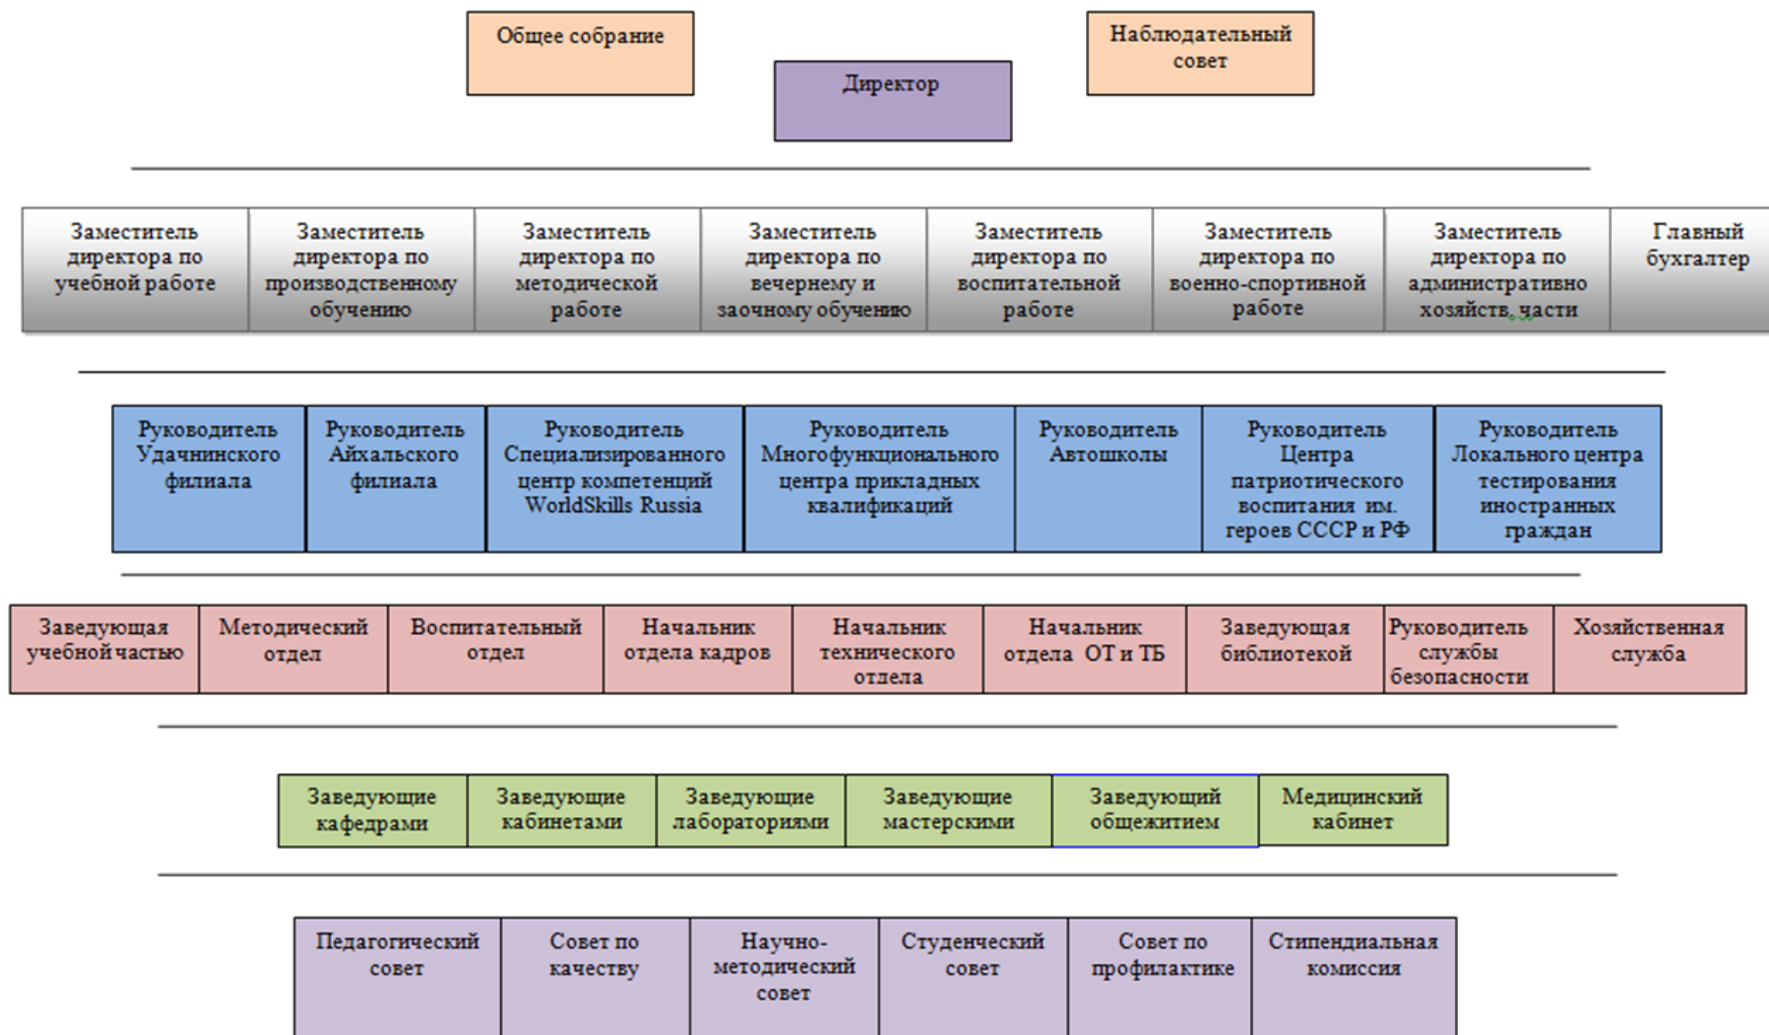 Общее собрание
Наблюдательный
совет
Директор
Заместитель
директора по
учебной работе
Заместитель
директора по
производственному
обучению
Заместитель
директора по
методической
работе
Заместитель
директора по
вечернему и
заочному обучению
Заместитель
директора по
воспитательной
работе
Заместитель
директора по
военно-спортивной
работе
Заместитель
директора по
административно
хозяйств. части
Главный
бухгалтер
Руководитель
Удачнинского
филиала
Руководитель
Айхальского
филиала
Руководитель
Специализированного
центр компетенций
WorldSkills Russia
Руководитель
Многофункционального
центра прикладных
квалификаций
Руководитель
Автошколы
Руководитель
Центра
патриотического
воспитания им.
героев СССР и РФ
Руководитель
Локального центра
тестирования
иностранных
граждан
Заведующая
учебной частью
Методический
отдел
Воспитательный
отдел
Начальник
отдела кадров
Начальник
технического
отдела
Начальник
отдела ОТ и ТБ
Заведующая
библиотекой
Руководитель
службы
безопасности
Хозяйственная
служба
Заведующие
кафедрами
Заведующие
кабинетами
Заведующие
лабораториями
Заведующие
мастерскими
Заведующий
общежитием
Медицинский
кабинет
Педагогический
совет
Совет по
качеству
Научно-
методический
совет
Студенческий
совет
Совет по
профилактике
Стипендиальная
комиссия